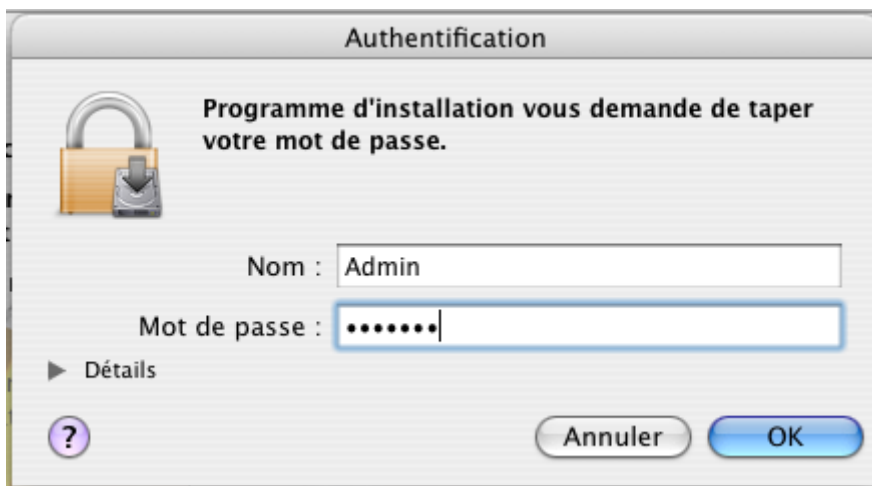 Authentification
Programme d'installation vous demande de taper
votre mot de passe.
Nom : Admin
Mot de passe : •••••••
Détails
?
Annuler
OK